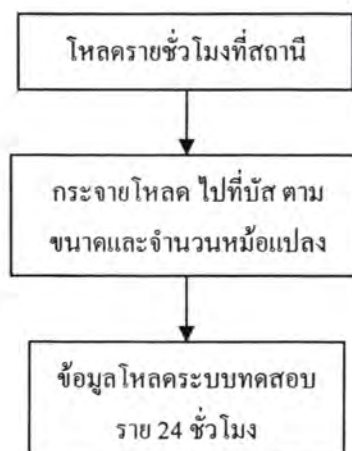 โหลดรายชั่วโมงที่สถานี
กระจายโหลด ไปที่บัส ตาม
ขนาดและจำนวนหม้อแปลง
ข้อมูลโหลดระบบทดสอบ
ราย 24 ชั่วโมง